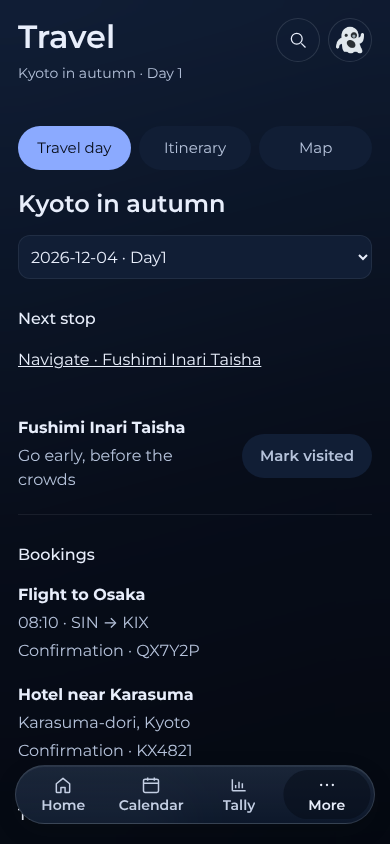 Travel
Kyoto in autumn · Day 1
Travel day
Itinerary
Map
Kyoto in autumn
2026-12-04 · Day1
Next stop
Navigate · Fushimi Inari Taisha
Fushimi Inari Taisha
Go early, before the
crowds
Mark visited
Bookings
Flight to Osaka
08:10 · SIN → KIX
Confirmation · QX7Y2P
Hotel near Karasuma
Karasuma-dori, Kyoto
Confirmation · KX4821
Home
Calendar
Tally
More